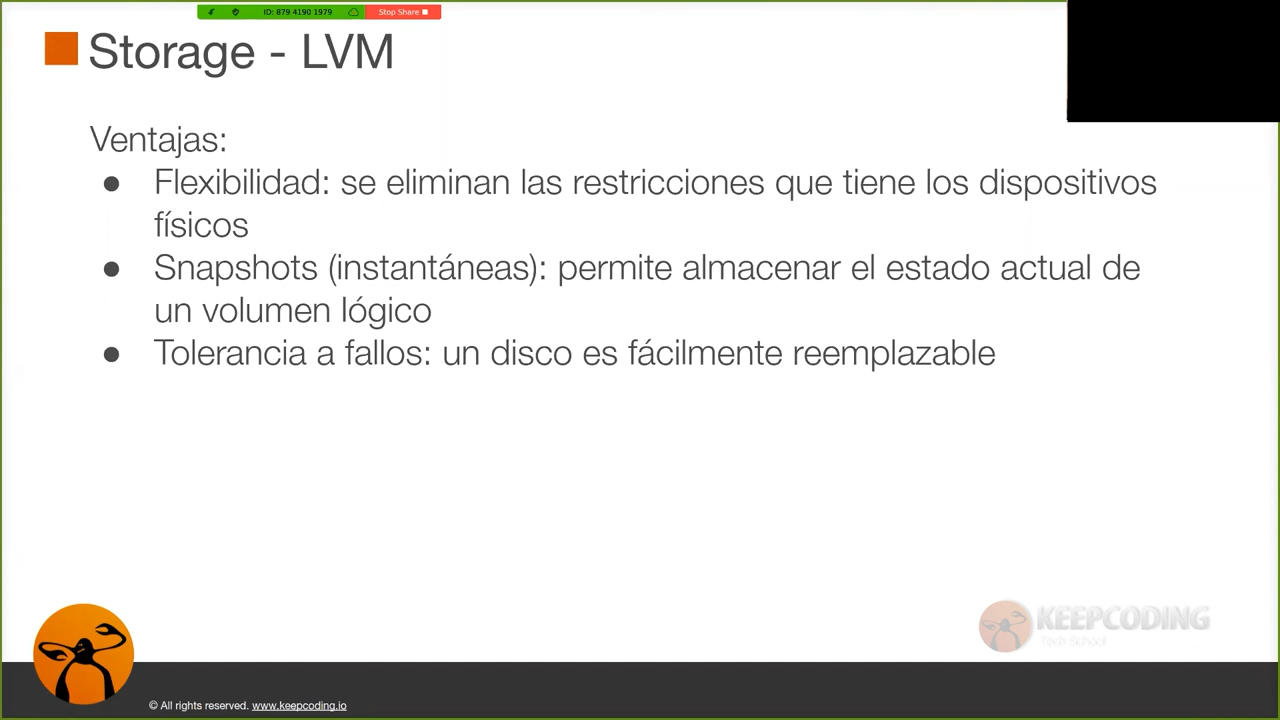 ID: 879 4190 1979
Stop Share
Storage - LVM
Ventajas:
● Flexibilidad: se eliminan las restricciones que tiene los dispositivos
físicos
● Snapshots (instantáneas): permite almacenar el estado actual de
un volumen lógico
● Tolerancia a fallos: un disco es fácilmente reemplazable
KEEPCODING
Tech School
© All rights reserved. www.keepcoding.io